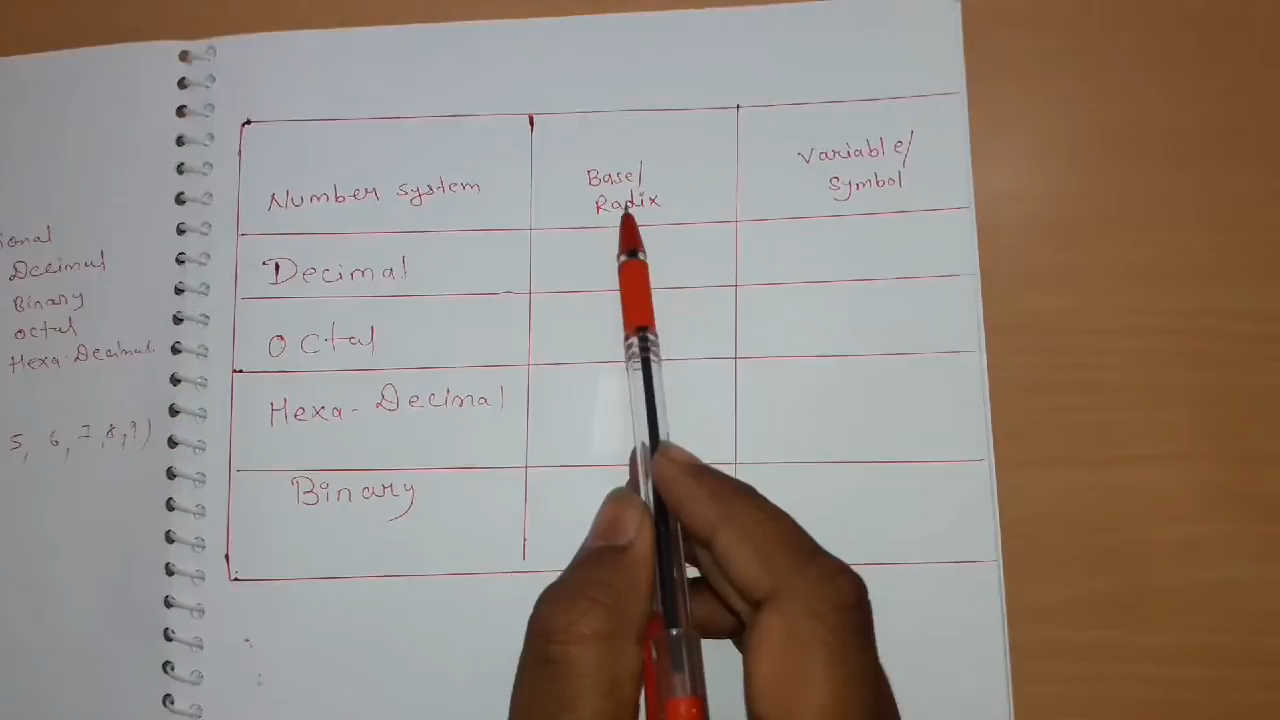 ional
Decimal
Binary
octal
Hexa-Decimal.
5, 6, 7, 8, 9)
Number system
Base/
Radix
Variable/
Symbol
Decimal
Octal
Hexa-Decimal
Binary